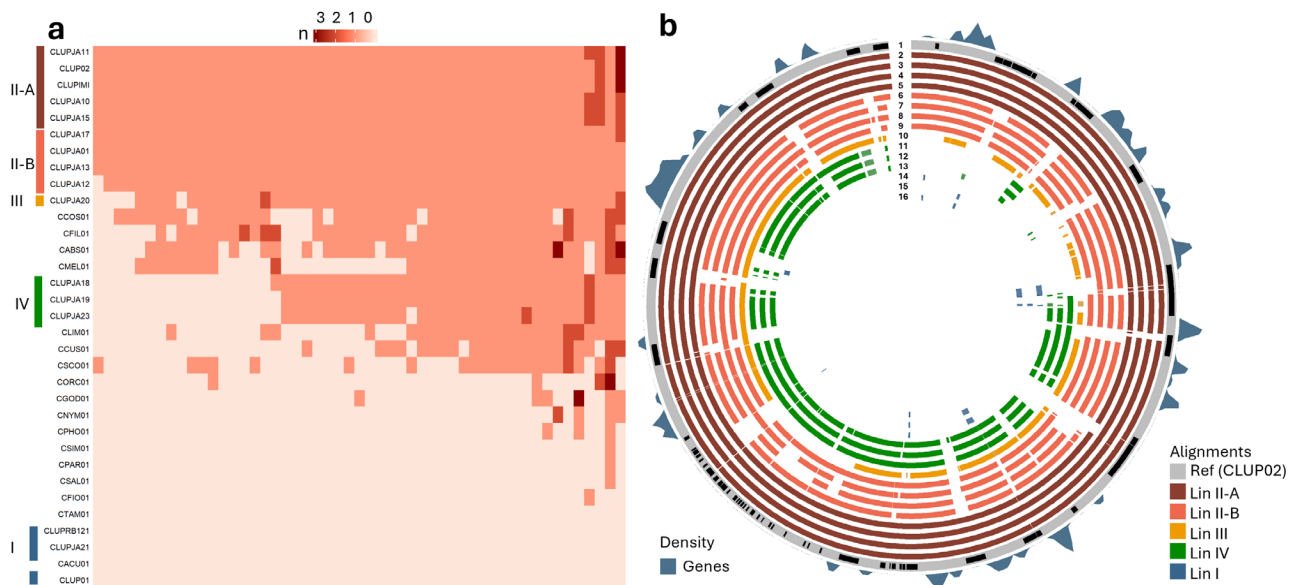 a
3 2 1 0
n
CLUPJA11
CLUP02
CLUPIMI
CLUPJA10
CLUPJA15
CLUPJA17
CLUPJA01
CLUPJA13
CLUPJA12
CLUPJA20
CCOS01
CFIL01
CABS01
CMEL01
CLUPJA18
CLUPJA19
CLUPJA23
CLIM01
CCUS01
CSCO01
CORC01
CGOD01
CNYM01
CPHO01
CSIM01
CPAR01
CSAL01
CFIO01
CTAM01
CLUPRB121
CLUPJA21
CACU01
CLUP01
II-A
II-B
III
IV
I
b
1
2
3
4
5
6
7
8
9
10
11
12
13
14
15
16
Density
Genes
Alignments
Ref (CLUP02)
Lin II-A
Lin II-B
Lin III
Lin IV
Lin I